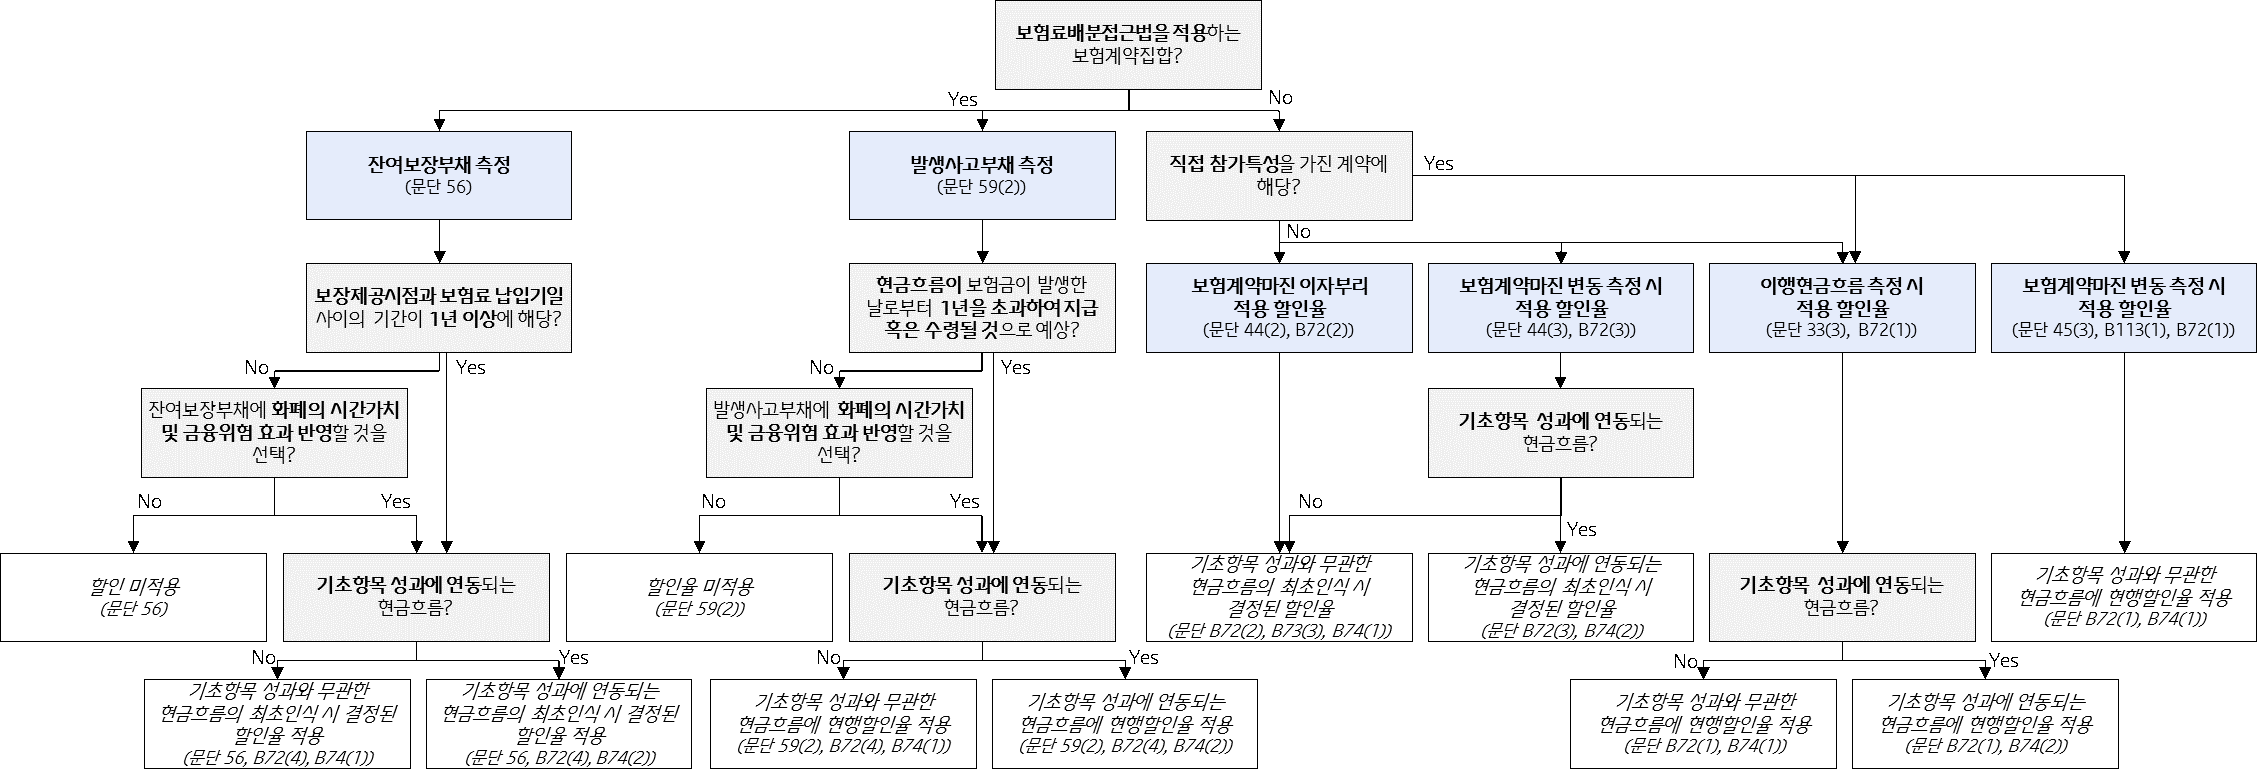 보험료배분접근법을 적용하는
보험계약집합?
Yes
No
잔여보장부채 측정
(문단 56)
발생사고부채 측정
(문단 59(2))
직접 참가특성을 가진 계약에
해당?
Yes
No
보장제공시점과 보험료 납입기일
사이의 기간이 1년 이상에 해당?
현금흐름이 보험금이 발생한
날로부터 1년을 초과하여 지급
혹은 수령될 것으로 예상?
보험계약마진 이자부리
적용 할인율
(문단 44(2), B72(2))
보험계약마진 변동 측정 시
적용 할인율
(문단 44(3), B72(3))
이행현금흐름 측정 시
적용 할인율
(문단 33(3), B72(1))
보험계약마진 변동 측정 시
적용 할인율
(문단 45(3), B113(1), B72(1))
No
Yes
No
Yes
잔여보장부채에 화폐의 시간가치
및 금융위험 효과 반영할 것을
선택?
발생사고부채에 화폐의 시간가치
및 금융위험 효과 반영할 것을
선택?
기초항목 성과에 연동되는
현금흐름?
No
Yes
No
Yes
No
Yes
할인 미적용
(문단 56)
기초항목 성과에 연동되는
현금흐름?
할인율 미적용
(문단 59(2))
기초항목 성과에 연동되는
현금흐름?
기초항목 성과와 무관한
현금흐름의 최초인식 시
결정된 할인율
(문단 B72(2), B73(3), B74(1))
기초항목 성과에 연동되는
현금흐름의 최초인식 시
결정된 할인율
(문단 B72(3), B74(2))
기초항목 성과에 연동되는
현금흐름?
기초항목 성과와 무관한
현금흐름에 현행할인율 적용
(문단 B72(1), B74(1))
No
Yes
No
Yes
No
Yes
기초항목 성과와 무관한
현금흐름의 최초인식 시 결정된
할인율 적용
(문단 56, B72(4), B74(1))
기초항목 성과에 연동되는
현금흐름의 최초인식 시 결정된
할인율 적용
(문단 56, B72(4), B74(2))
기초항목 성과와 무관한
현금흐름에 현행할인율 적용
(문단 59(2), B72(4), B74(1))
기초항목 성과에 연동되는
현금흐름에 현행할인율 적용
(문단 59(2), B72(4), B74(2))
기초항목 성과와 무관한
현금흐름에 현행할인율 적용
(문단 B72(1), B74(1))
기초항목 성과에 연동되는
현금흐름에 현행할인율 적용
(문단 B72(1), B74(2))